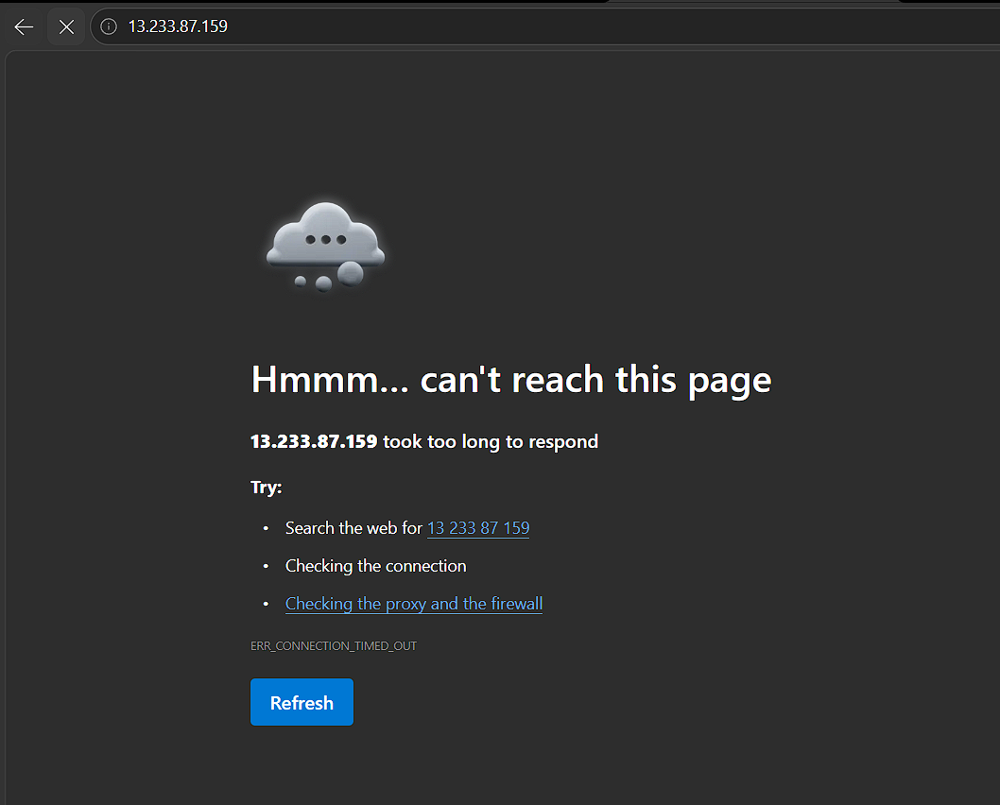 13.233.87.159
Hmmm... can't reach this page
13.233.87.159 took too long to respond
Try:
• Search the web for 13 233 87 159
• Checking the connection
• Checking the proxy and the firewall
ERR_CONNECTION_TIMED_OUT
Refresh